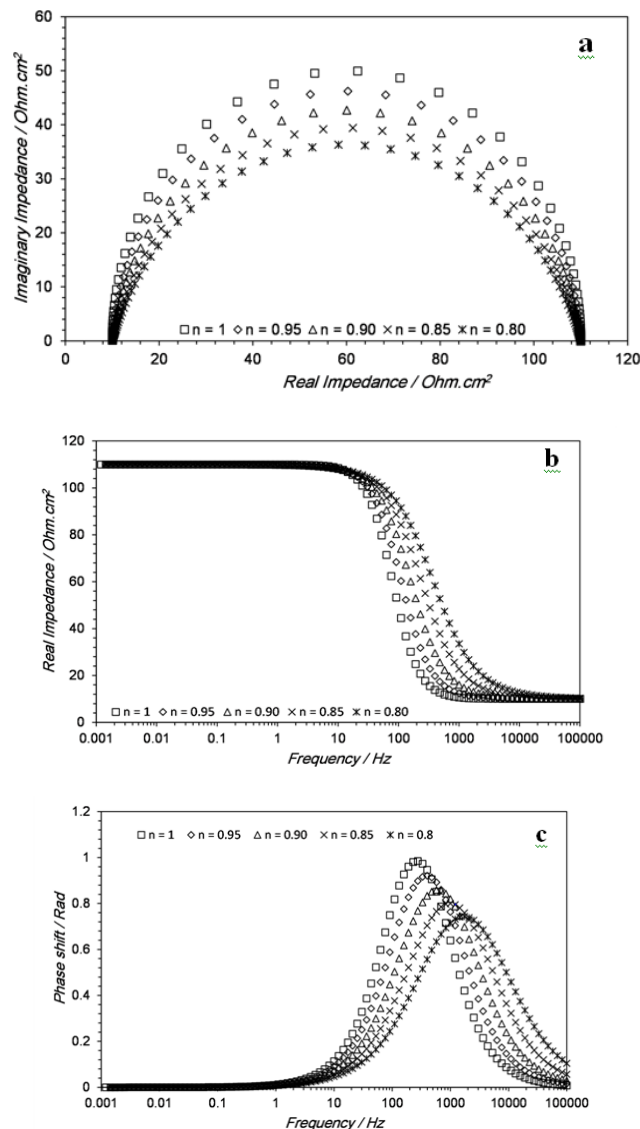 a
60
50
40
30
20
10
0
Imaginary Impedance / Ohm.cm²
n = 1 n = 0.95 n = 0.90 n = 0.85 n = 0.80
0 20 40 60 80 100 120
Real Impedance / Ohm.cm²
b
120
100
80
60
40
20
0
Real Impedance / Ohm.cm²
n = 1 n = 0.95 n = 0.90 n = 0.85 n = 0.80
0.001 0.01 0.1 1 10 100 1000 10000 100000
Frequency / Hz
c
1.2
1
0.8
0.6
0.4
0.2
0
Phase shift / Rad
n = 1 n = 0.95 n = 0.90 n = 0.85 n = 0.8
0.001 0.01 0.1 1 10 100 1000 10000 100000
Frequency / Hz